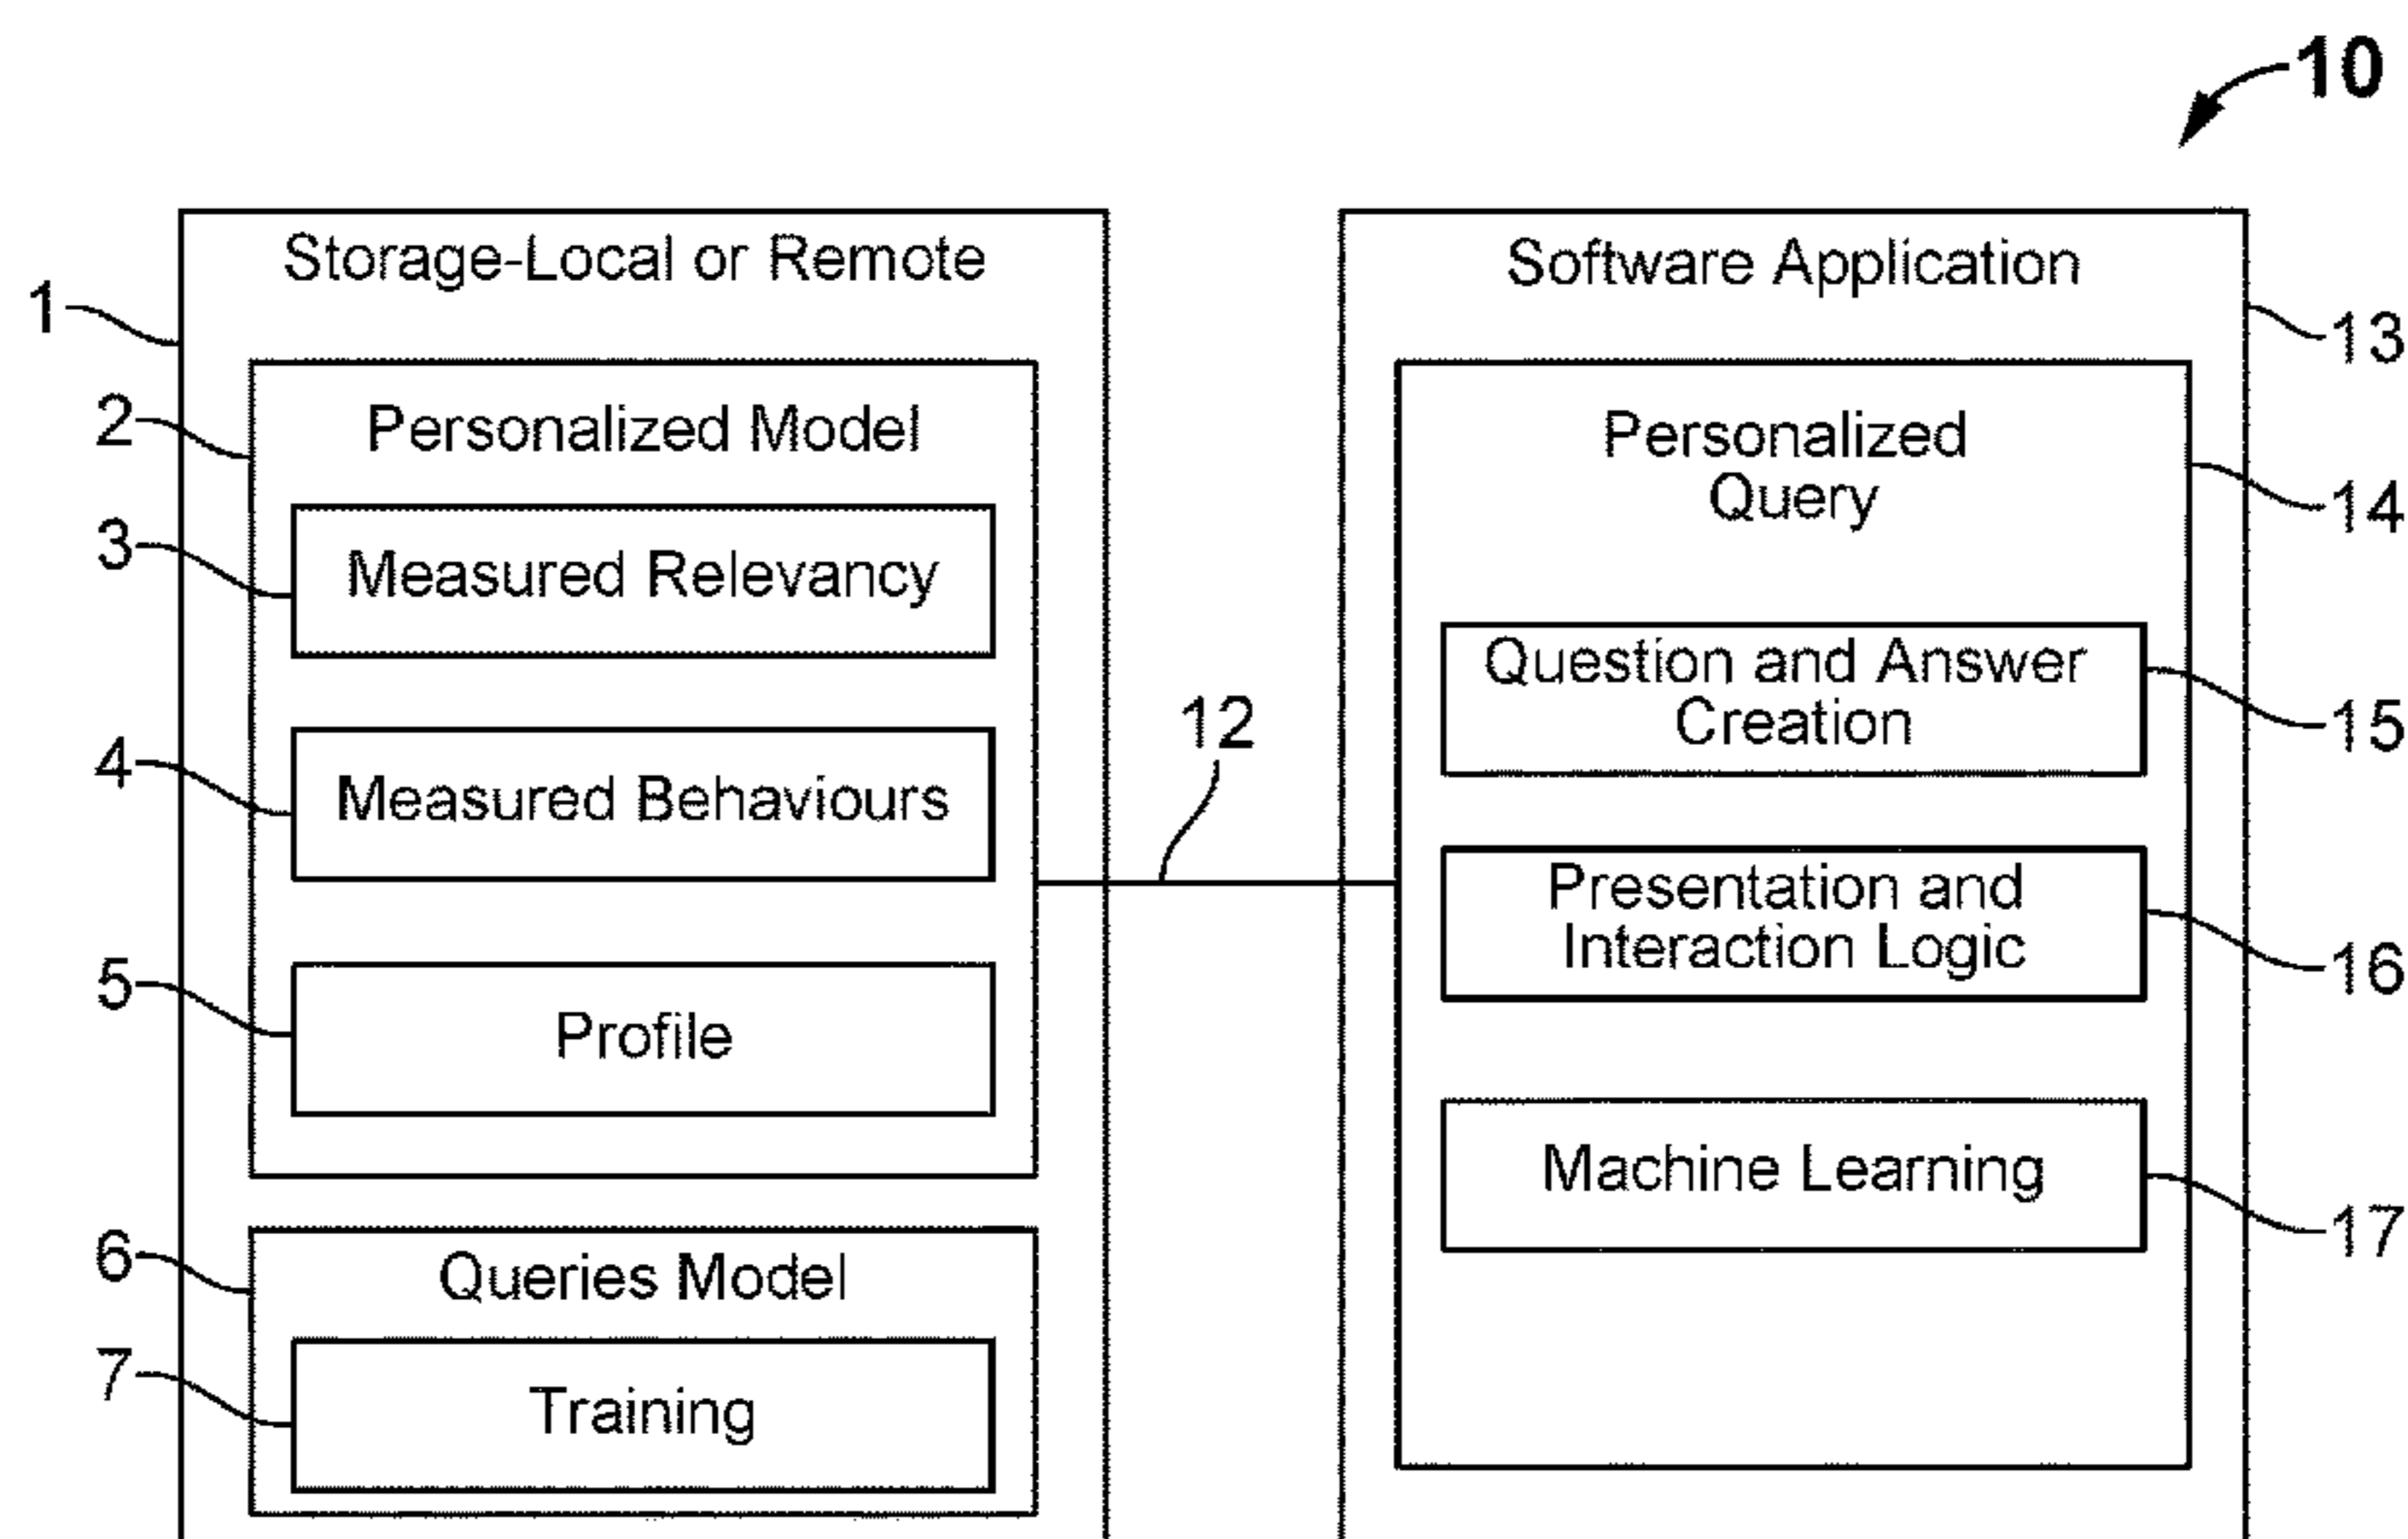 10
Storage-Local or Remote
1
2
Personalized Model
3
Measured Relevancy
4
Measured Behaviours
5
Profile
6
Queries Model
7
Training
12
Software Application
13
Personalized
Query
14
Question and Answer
Creation
15
Presentation and
Interaction Logic
16
Machine Learning
17